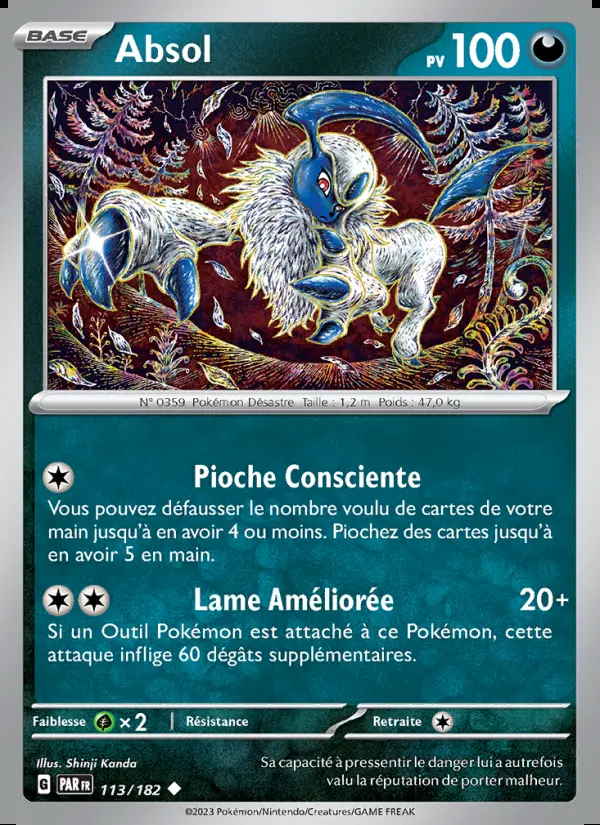 BASE Absol PV 100
N° 0359 Pokémon Désastre Taille : 1,2 m Poids : 47,0 kg
Pioche Consciente
Vous pouvez défausser le nombre voulu de cartes de votre
main jusqu'à en avoir 4 ou moins. Piochez des cartes jusqu'à
en avoir 5 en main.
Lame Améliorée 20+
Si un Outil Pokémon est attaché à ce Pokémon, cette
attaque inflige 60 dégâts supplémentaires.
Faiblesse ×2 Résistance Retraite
Illus. Shinji Kanda
Sa capacité à pressentir le danger lui a autrefois
valu la réputation de porter malheur.
G PAR FR 113/182
©2023 Pokémon/Nintendo/Creatures/GAME FREAK